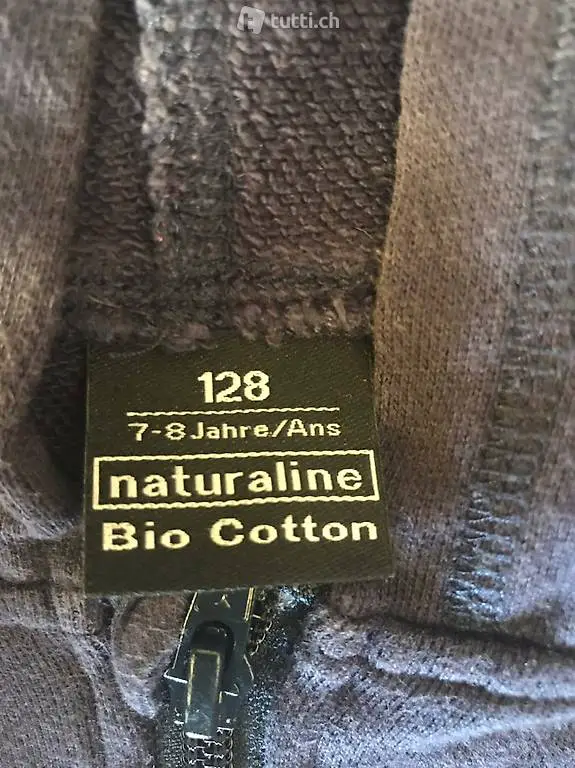 tutti.ch
128
7-8 Jahre/Ans
naturaline
Bio Cotton